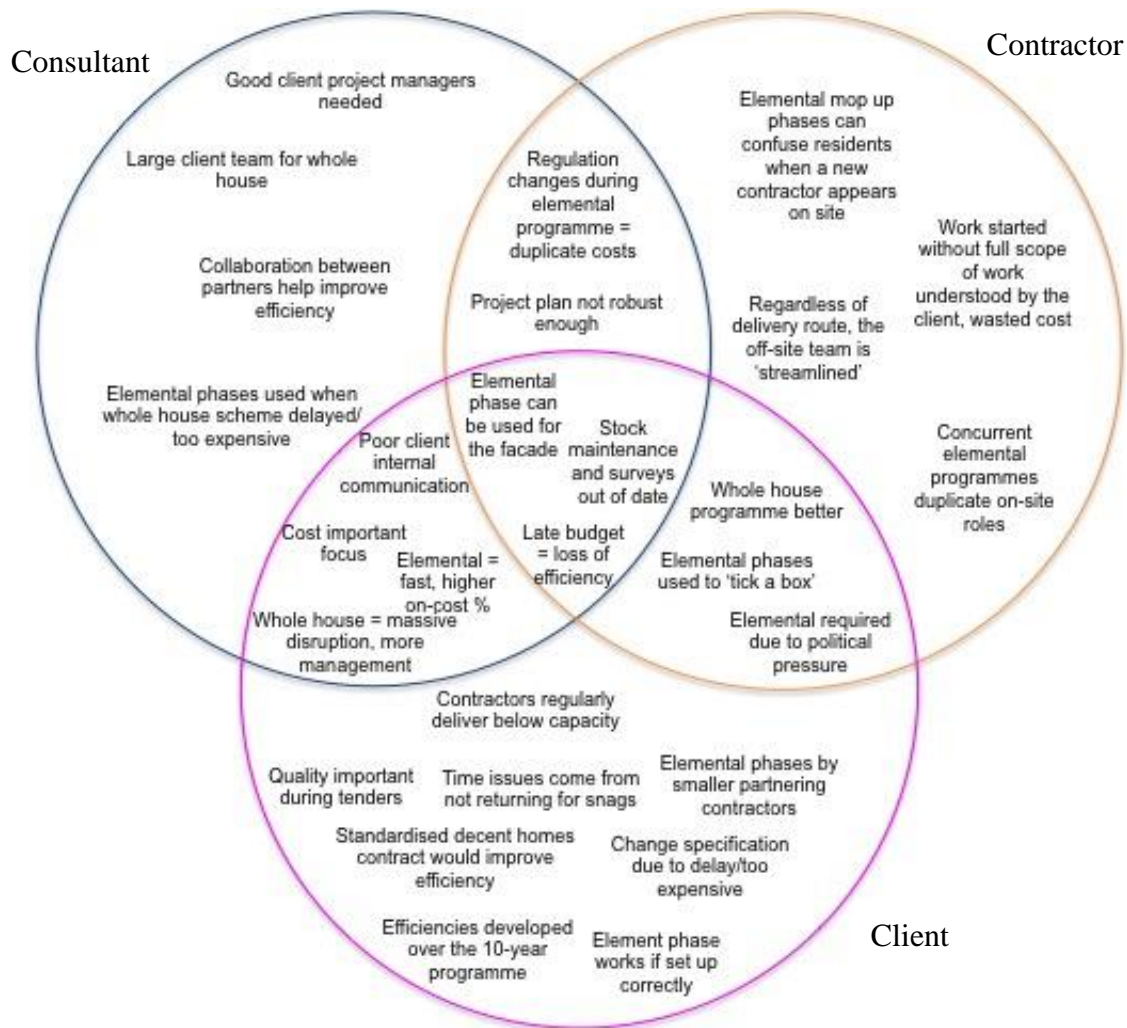 Consultant
Contractor
Good client project managers
needed
Large client team for whole
house
Collaboration between
partners help improve
efficiency
Elemental phases used when
whole house scheme delayed/
too expensive
Regulation
changes during
elemental
programme =
duplicate costs
Project plan not robust
enough
Elemental mop up
phases can
confuse residents
when a new
contractor appears
on site
Work started
without full scope
of work
understood by the
client, wasted cost
Regardless of
delivery route, the
off-site team is
‘streamlined’
Concurrent
elemental
programmes
duplicate on-site
roles
Elemental
phase can
be used for
the facade
Stock
maintenance
and surveys
out of date
Late budget
= loss of
efficiency
Poor client
internal
communication
Cost important
focus
Elemental =
fast, higher
on-post %
Whole house = massive
disruption, more
management
Whole house
programme better
Elemental phases
used to ‘tick a box’
Elemental required
due to political
pressure
Contractors regularly
deliver below capacity
Quality important
during tenders
Time issues come from
not returning for snags
Elemental phases by
smaller partnering
contractors
Standardised decent homes
contract would improve
efficiency
Change specification
due to delay/too
expensive
Efficiencies developed
over the 10-year
programme
Element phase
works if set up
correctly
Client